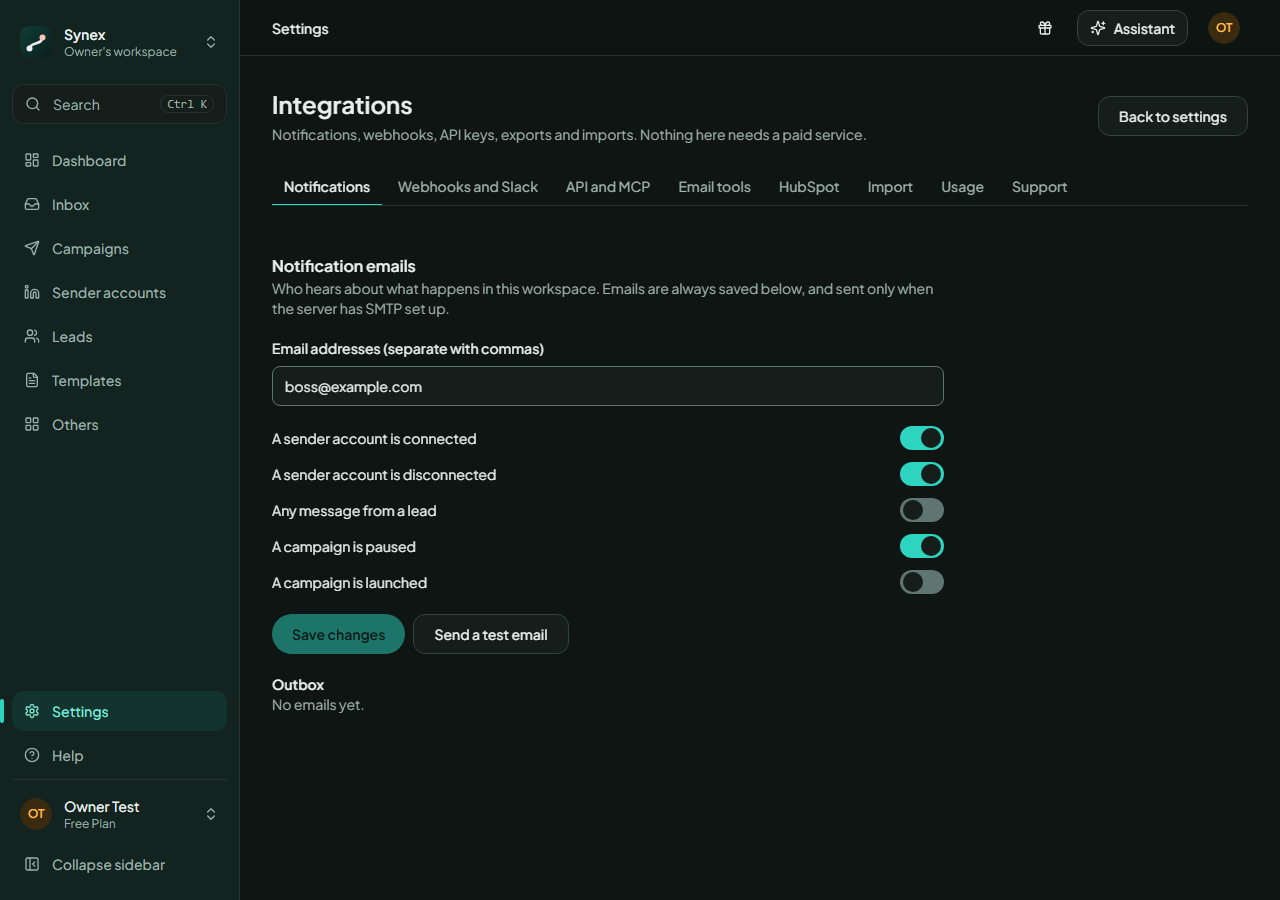 Synex
Owner's workspace
Search
Ctrl K
Dashboard
Inbox
Campaigns
Sender accounts
Leads
Templates
Others
Settings
Help
OT
Owner Test
Free Plan
Collapse sidebar
Settings
Assistant
OT
Integrations
Notifications, webhooks, API keys, exports and imports. Nothing here needs a paid service.
Back to settings
Notifications
Webhooks and Slack
API and MCP
Email tools
HubSpot
Import
Usage
Support
Notification emails
Who hears about what happens in this workspace. Emails are always saved below, and sent only when
the server has SMTP set up.
Email addresses (separate with commas)
boss@example.com
A sender account is connected
A sender account is disconnected
Any message from a lead
A campaign is paused
A campaign is launched
Save changes
Send a test email
Outbox
No emails yet.